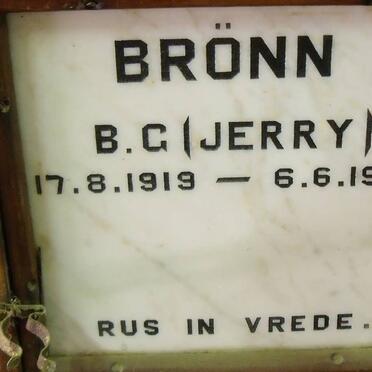 BRÖNN
B.G (JERRY)
17.8.1919 — 6.6.19
RUS IN VREDE.